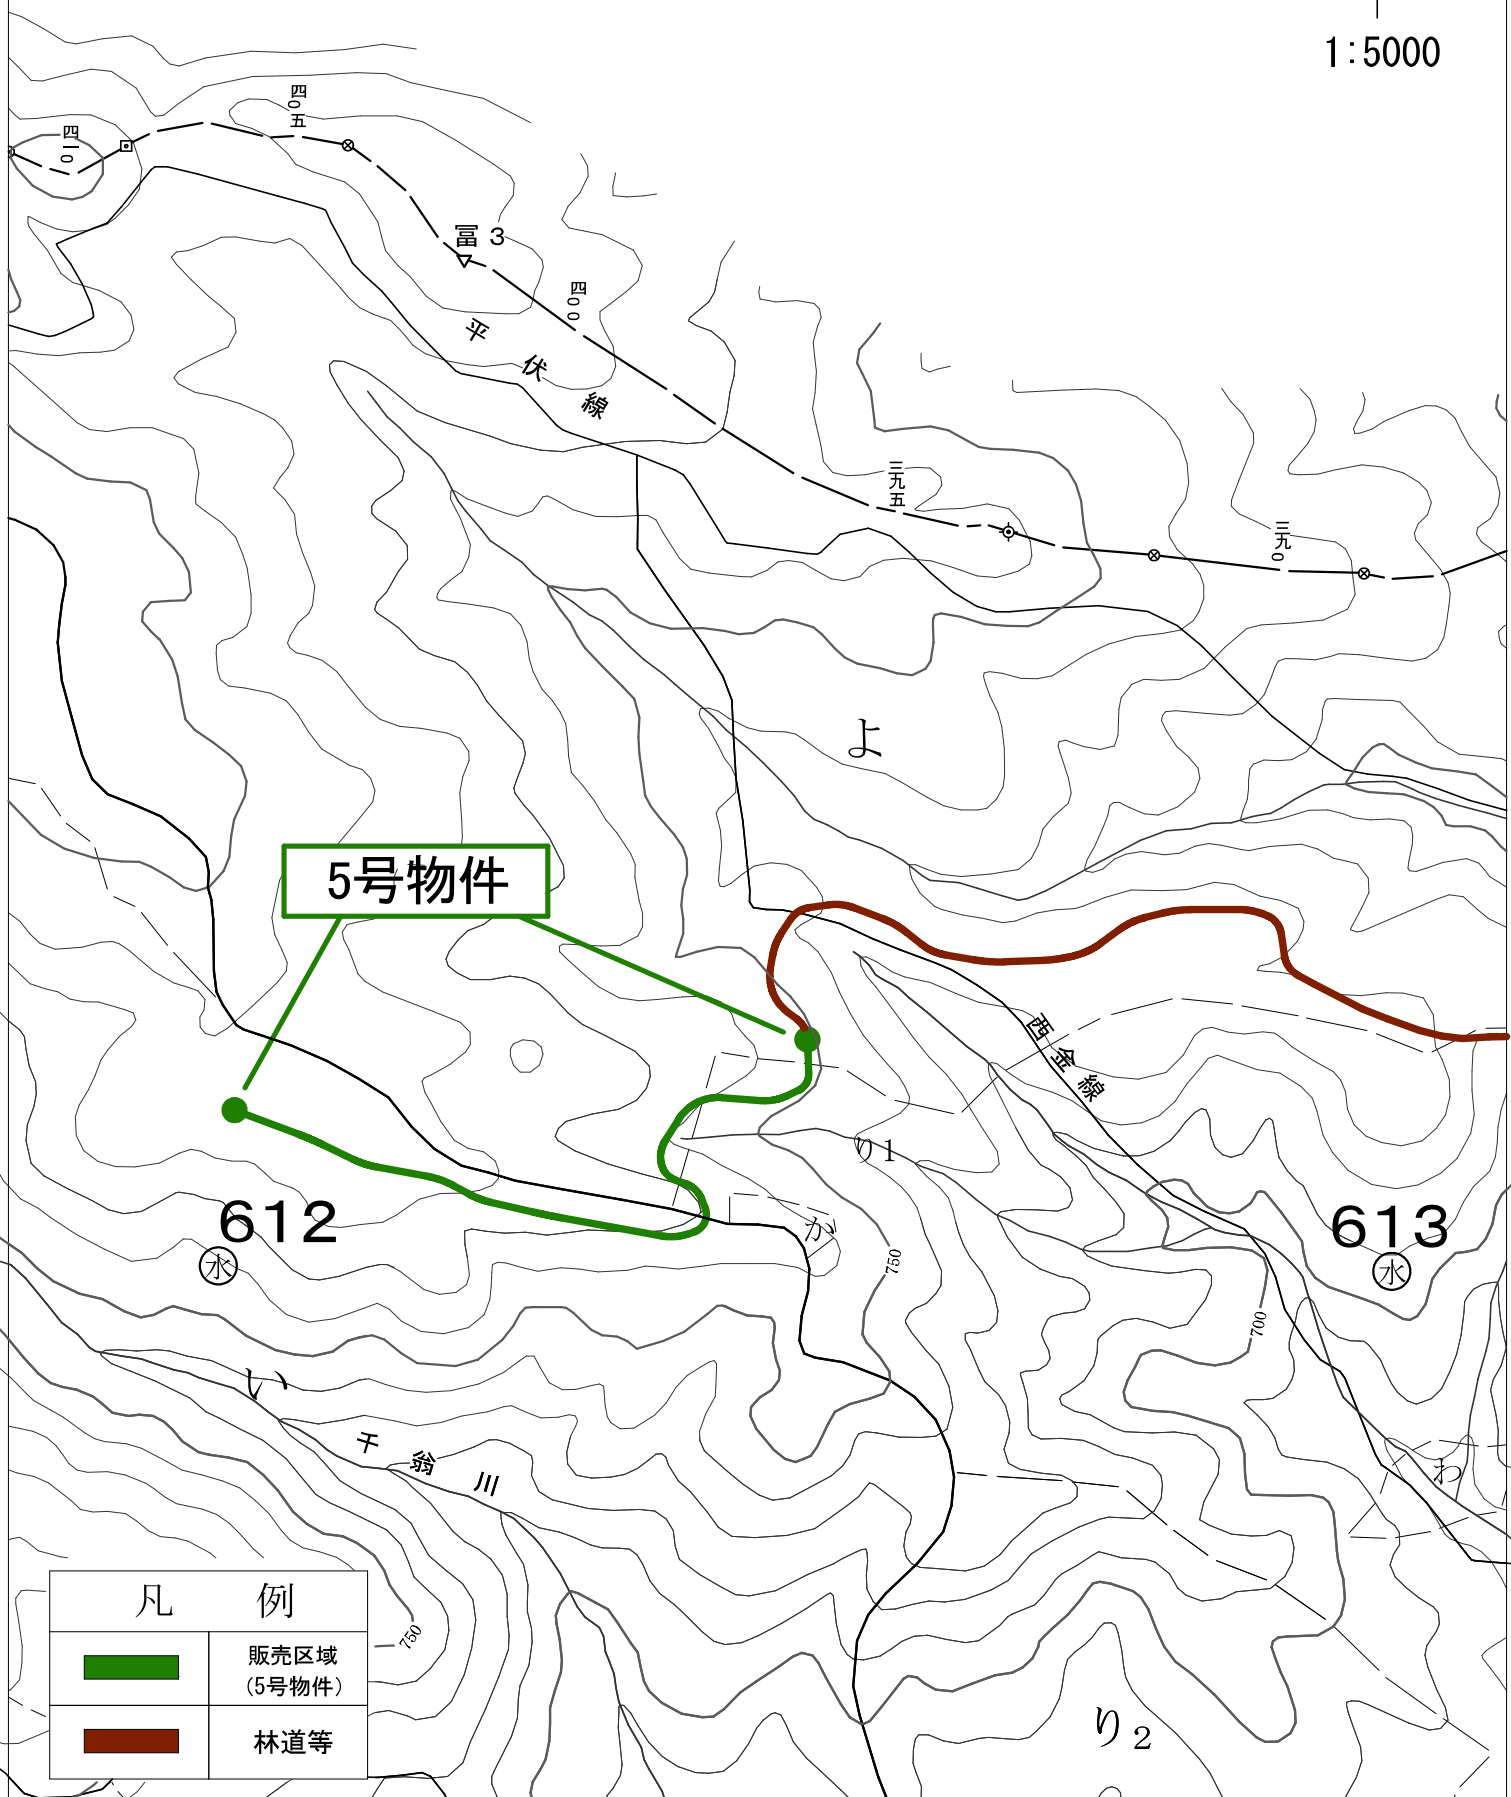 1:5000
四〇五
四一〇
冨3
四〇〇
平伏線
三九五
三九〇
よ
5号物件
西金線
り1
612
水
か
613
水
750
700
い
千翁川
わ
凡例
販売区域
(5号物件)
林道等
750
り2